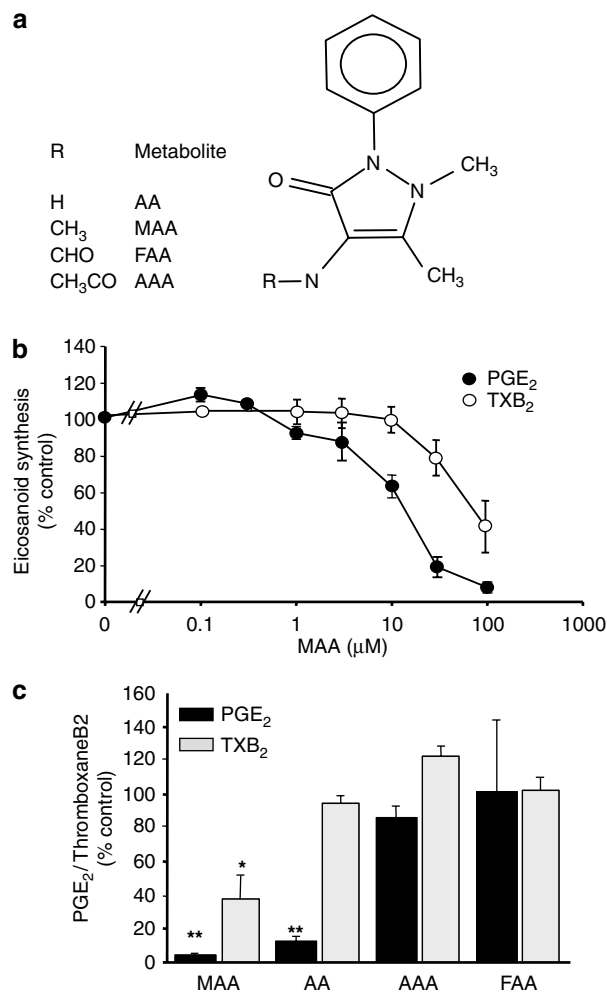 a
R Metabolite
H AA
CH3 MAA
CHO FAA
CH3CO AAA
O
N
N
CH3
CH3
R—N
b
Eicosanoid synthesis
(% control)
140
120
100
80
60
40
20
0
PGE2
TXB2
0 0.1 1 10 100 1000
MAA (μM)
c
PGE2/ThromboxaneB2
(% control)
160
140
120
100
80
60
40
20
0
PGE2
TXB2
**
*
**
MAA AA AAA FAA